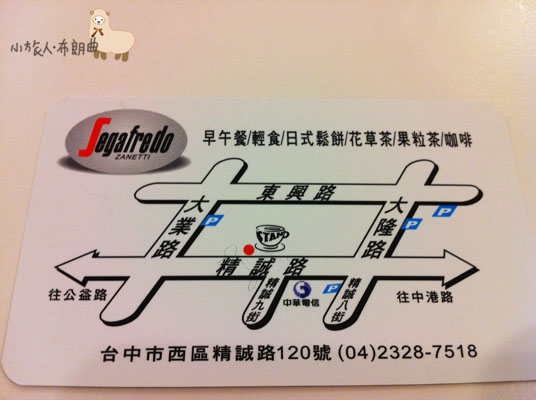 小旅人·布朗曲
Segafredo
ZANETTI
早午餐/輕食/日式鬆餅/花草茶/果粒茶/咖啡
東興路
大業路
P
大隆路
P
P
STAMP
精誠路
往公益路
精誠九街
中華電信
P
精誠八街
往中港路
台中市西區精誠路120號 (04)2328-7518